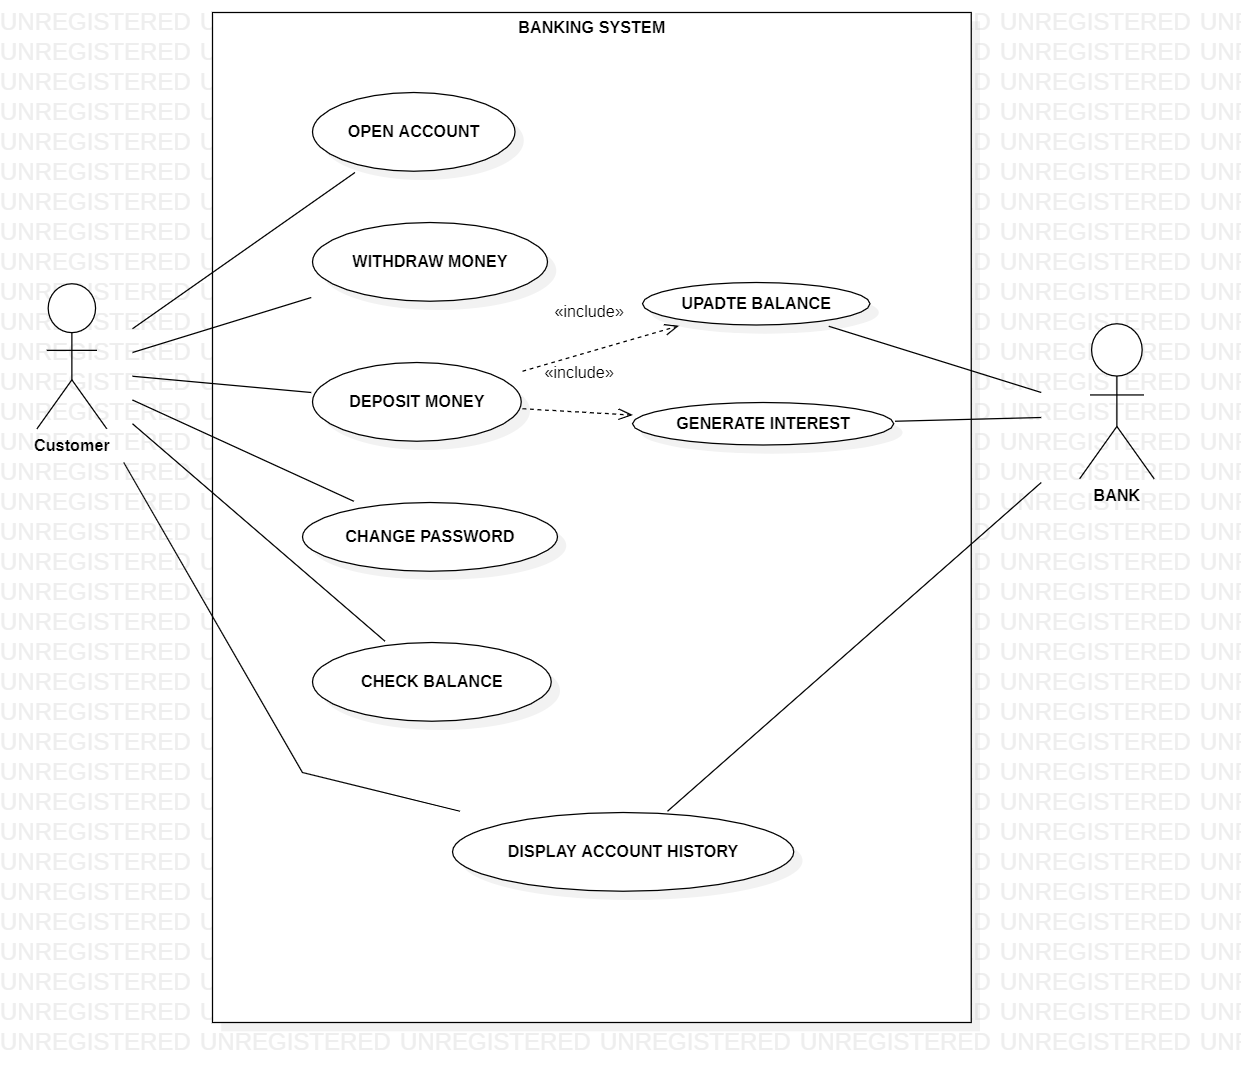 BANKING SYSTEM
OPEN ACCOUNT
WITHDRAW MONEY
«include»
UPADTE BALANCE
«include»
DEPOSIT MONEY
GENERATE INTEREST
Customer
BANK
CHANGE PASSWORD
CHECK BALANCE
DISPLAY ACCOUNT HISTORY
UNREGISTERED UNREGISTERED UNREGISTERED UNREGISTERED UNREGISTERED UNREGISTERED